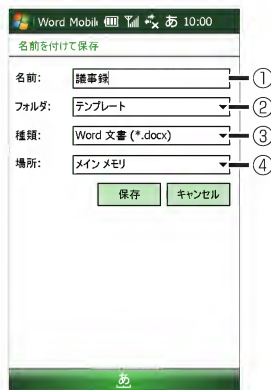 Word Mobil あ 10:00
名前を付けて保存
名前: 議事録 ①
フォルダ: テンプレート ②
種類: Word 文書 (*.docx) ③
場所: メイン メモリ ④
保存 キャンセル
あ